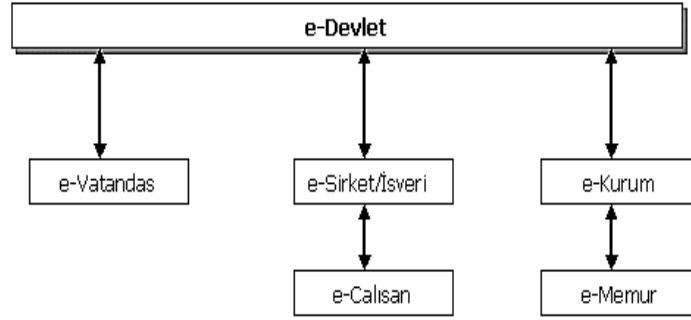 e-Devlet
e-Vatandas
e-Sirket/İsveri
e-Kurum
e-Calısan
e-Memur